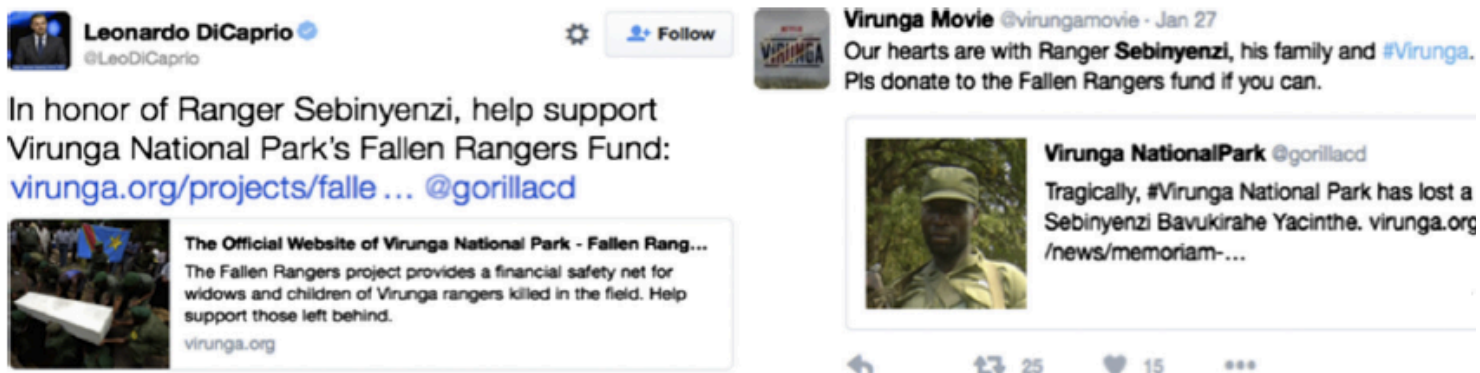 Leonardo DiCaprio
@LeoDiCaprio
Follow
In honor of Ranger Sebinyenzi, help support
Virunga National Park's Fallen Rangers Fund:
virunga.org/projects/falle ... @gorillacd
The Official Website of Virunga National Park - Fallen Rang...
The Fallen Rangers project provides a financial safety net for
widows and children of Virunga rangers killed in the field. Help
support those left behind.
virunga.org
NETFLIX
VIRUNGA
Virunga Movie @virungamovie · Jan 27
Our hearts are with Ranger Sebinyenzi, his family and #Virunga.
Pls donate to the Fallen Rangers fund if you can.
Virunga NationalPark @gorillacd
Tragically, #Virunga National Park has lost a
Sebinyenzi Bavukirahe Yacinthe. virunga.org
/news/memoriam-...
25
15